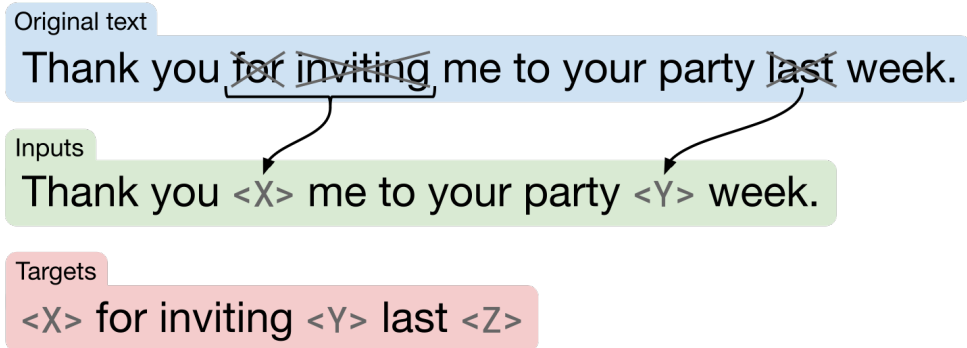 Original text
Thank you for inviting me to your party last week.
Inputs
Thank you <X> me to your party <Y> week.
Targets
<X> for inviting <Y> last <Z>